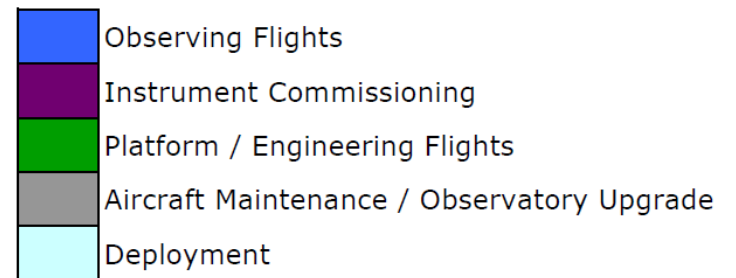 Observing Flights
Instrument Commissioning
Platform / Engineering Flights
Aircraft Maintenance / Observatory Upgrade
Deployment